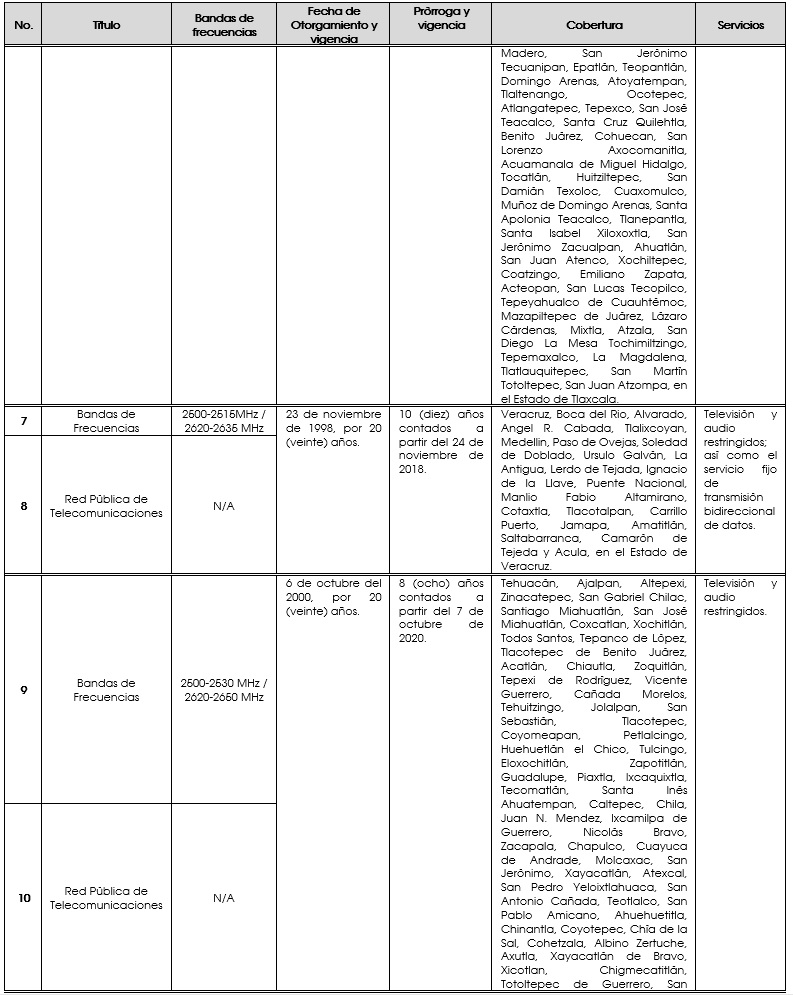 No.
Título
Bandas de
frecuencias
Fecha de
Otorgamiento y
vigencia
Prórroga y
vigencia
Cobertura
Servicios
Madero, San Jerónimo
Tecuanipan, Epatlán, Teopantlán,
Domingo Arenas, Atoyatempan,
Tlaltenango, Ocotepec,
Atlangatepec, Tepexco, San José
Teacalco, Santa Cruz Quilehtla,
Benito Juárez, Cohuecan, San
Lorenzo Axocomanitla,
Acuamanala de Miguel Hidalgo,
Tocatlán, Huitziltepec, San
Damián Texoloc, Cuaxomulco,
Muñoz de Domingo Arenas, Santa
Apolonia Teacalco, Tlanepantla,
Santa Isabel Xiloxoxtla, San
Jerónimo Zacualpan, Ahuatlán,
San Juan Atenco, Xochiltepec,
Coatzingo, Emiliano Zapata,
Acteopan, San Lucas Tecopilco,
Tepeyahualco de Cuauhtémoc,
Mazapiltepec de Juárez, Lázaro
Cárdenas, Mixtla, Atzala, San
Diego La Mesa Tochimiltzingo,
Tepemaxalco, La Magdalena,
Tlatlauquitepec, San Martín
Totoltepec, San Juan Atzompa, en
el Estado de Tlaxcala.
7
Bandas de
Frecuencias
2500-2515MHz /
2620-2635 MHz
23 de noviembre
de 1998, por 20
(veinte) años.
10 (diez) años
contados a
partir del 24 de
noviembre de
2018.
Veracruz, Boca del Rio, Alvarado,
Angel R. Cabada, Tlalixcoyan,
Medellin, Paso de Ovejas, Soledad
de Doblado, Ursulo Galván, La
Antigua, Lerdo de Tejada, Ignacio
de la Llave, Puente Nacional,
Manlio Fabio Altamirano,
Cotaxtla, Tlacotalpan, Carrillo
Puerto, Jamapa, Amatitlán,
Saltabarranca, Camarón de
Tejeda y Acula, en el Estado de
Veracruz.
Televisión y
audio
restringidos;
así como el
servicio fijo
de
transmisión
bidireccional
de datos.
8
Red Pública de
Telecomunicaciones
N/A
9
Bandas de
Frecuencias
2500-2530 MHz /
2620-2650 MHz
6 de octubre del
2000, por 20
(veinte) años.
8 (ocho) años
contados a
partir del 7 de
octubre de
2020.
Tehuacán, Ajalpan, Altepexi,
Zinacatepec, San Gabriel Chilac,
Santiago Miahuatlán, San José
Miahuatlán, Coxcatlan, Xochitlán,
Todos Santos, Tepanco de López,
Tlacotepec de Benito Juárez,
Acatlán, Chiautla, Zoquitlán,
Tepexi de Rodríguez, Vicente
Guerrero, Cañada Morelos,
Tehuitzingo, Jolalpan, San
Sebastián, Tlacotepec,
Coyomeapan, Petlalcingo,
Huehuetlán el Chico, Tulcingo,
Eloxochitlán, Zapotitlán,
Guadalupe, Piaxtla, Ixcaquixtla,
Tecomatlán, Santa Inés
Ahuatempan, Caltepec, Chila,
Juan N. Mendez, Ixcamilpa de
Guerrero, Nicolás Bravo,
Zacapala, Chapulco, Cuayuca
de Andrade, Molcaxac, San
Jerónimo, Xayacatlán, Atexcal,
San Pedro Yeloixtlahuaca, San
Antonio Cañada, Teotlalco, San
Pablo Amicano, Ahuehuetitla,
Chinantla, Coyotepec, Chía de la
Sal, Cohetzala, Albino Zertuche,
Axutla, Xayacatlán de Bravo,
Xicotlan, Chigmecatitlán,
Totoltepec de Guerrero, San
Televisión y
audio
restringidos.
10
Red Pública de
Telecomunicaciones
N/A